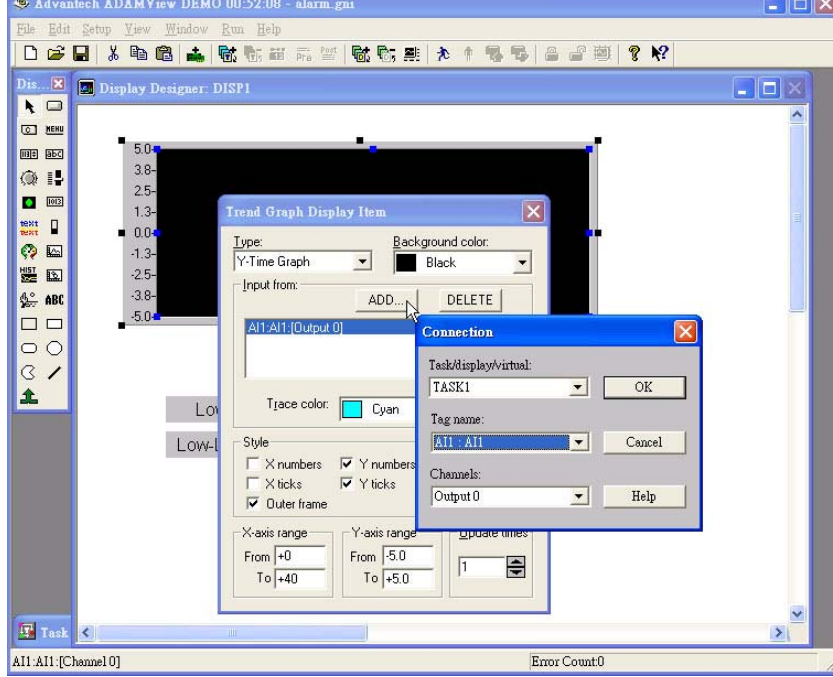 Advantech ADAMView DEMO 00:52:08 - alarm.gni
File Edit Setup View Window Run Help
Pre Post
Dis...
Display Designer: DISP1
MENU
abc
text
text
HIST
ABC
5.0
3.8
2.5
1.3
0.0
-1.3
-2.5
-3.8
-5.0
Trend Graph Display Item
Type:
Background color:
Y-Time Graph
Black
Input from:
ADD...
DELETE
AI1:AI1:[Output 0]
Trace color:
Cyan
Style
X numbers
Y numbers
X ticks
Y ticks
Outer frame
X-axis range
From +0
To +40
Y-axis range
From -5.0
To +5.0
Update times
1
Connection
Task/display/virtual:
TASK1
OK
Tag name:
AI1 : AI1
Cancel
Channels:
Output 0
Help
Task
AI1:AI1:[Channel 0]
Error Count:0